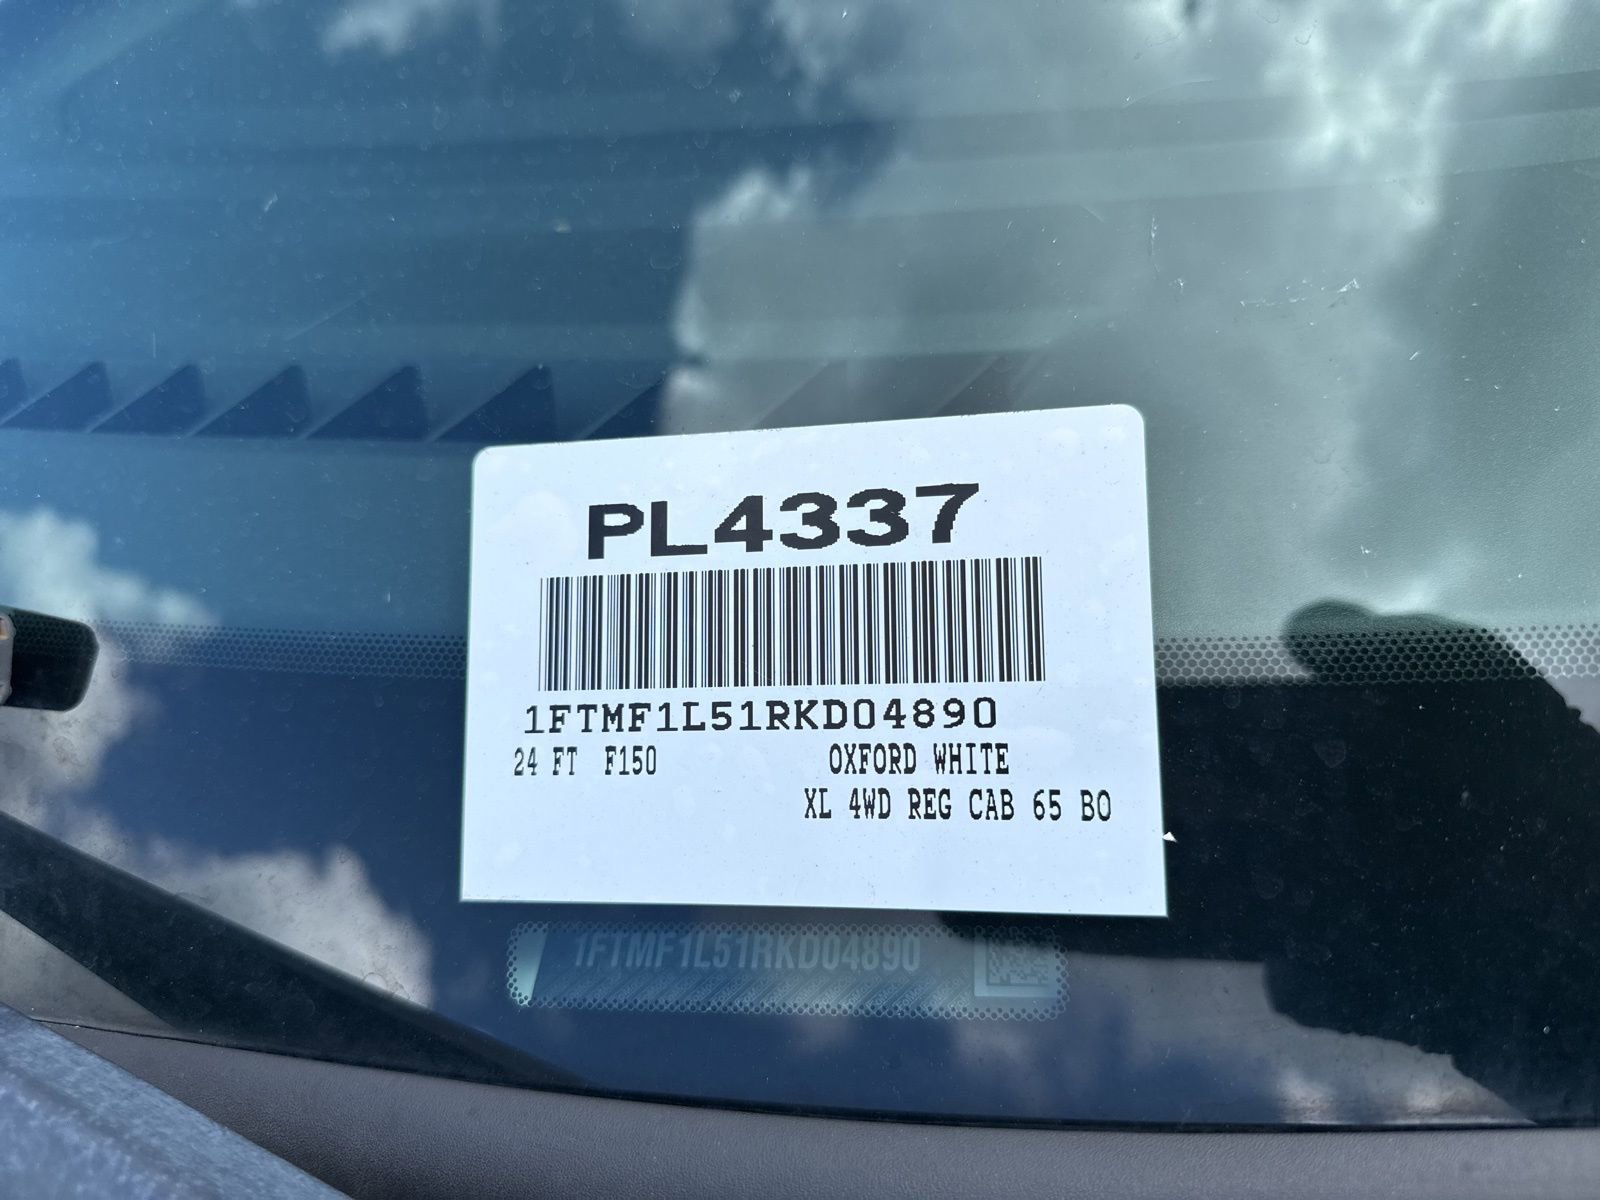 PL4337
1FTMF1L51RKD04890
24 FT F150 OXFORD WHITE
XL 4WD REG CAB 65 BO
1FTMF1L51RKD04890